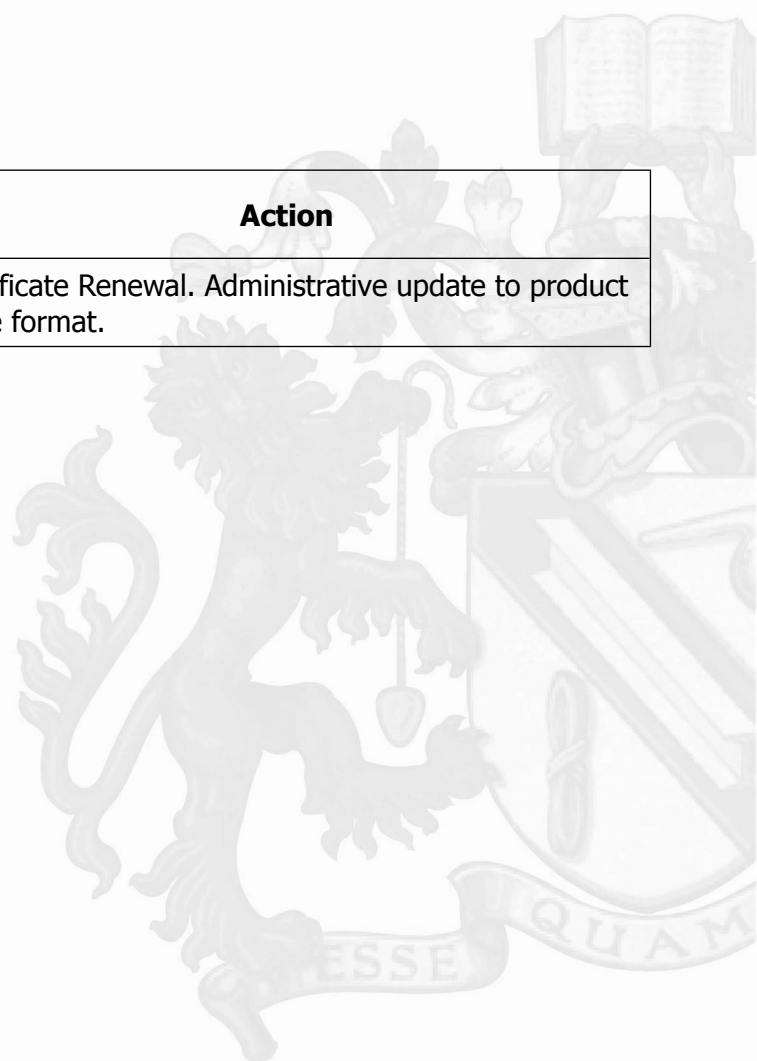 Action
ficate Renewal. Administrative update to product
e format.
ESSE
QUAM